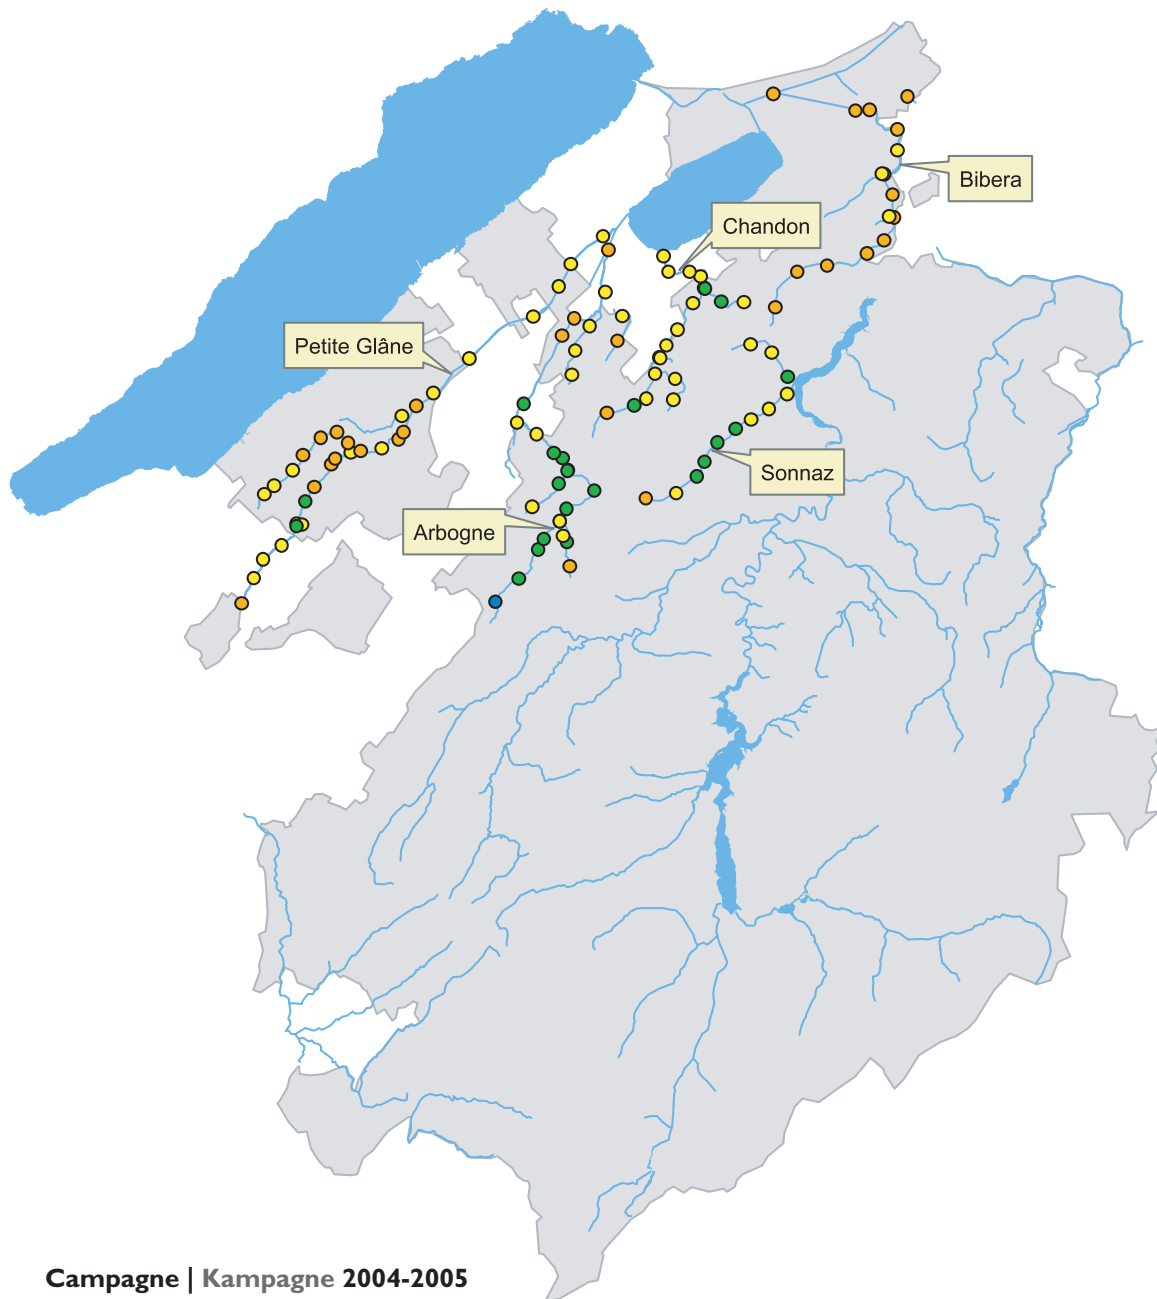 Bibera
Chandon
Petite Glâne
Sonnaz
Arbogne
Campagne | Kampagne 2004-2005